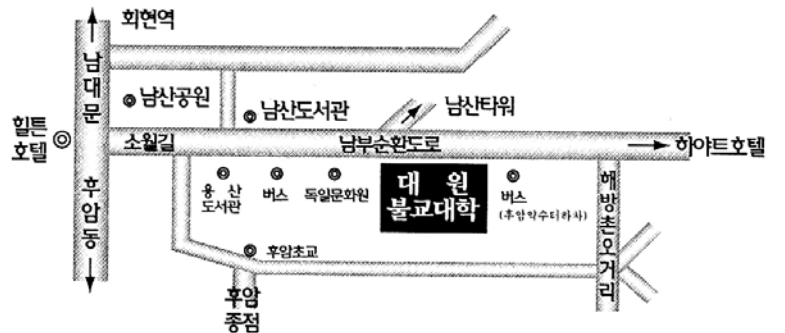 회현역
남대문
남산공원
남산도서관
남산타워
힐튼
호텔
소월길
남부순환도로
하얏트호텔
용산
도서관
버스
독일문화원
대원
불교대학
버스
(후암약수터하차)
해방촌오거리
후암동
후암초교
후암
종점